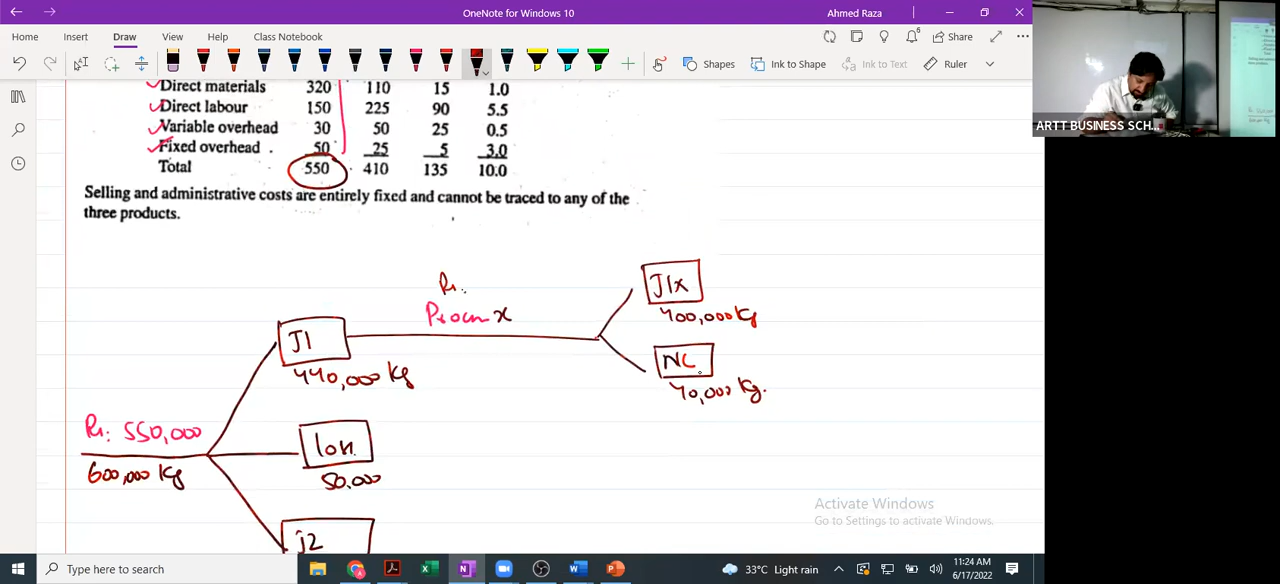 OneNote for Windows 10
Ahmed Raza
Home Insert Draw View Help Class Notebook
Share
Shapes Ink to Shape Ink to Text Ruler
Direct materials 320 110 15 1.0
Direct labour 150 225 90 5.5
Variable overhead 30 50 25 0.5
Fixed overhead . 50 25 5 3.0
Total 550 410 135 10.0
Selling and administrative costs are entirely fixed and cannot be traced to any of the
three products.
ARTT BUSINESS SCH...
J1x
400,000 kg
NL
40,000 kg.
J1
440,000 kg
Rs: 550,000
600,000 kg
50,000
j2
Activate Windows
Go to Settings to activate Windows.
Type here to search
33°C Light rain
11:24 AM
6/17/2022